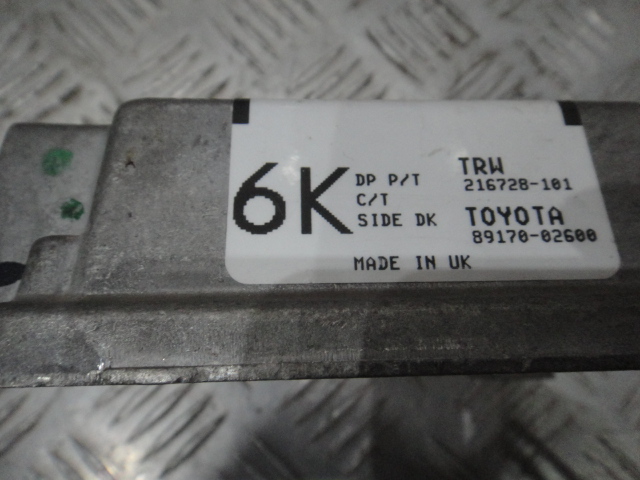 6K
DP P/T TRW
216728-101
C/T
SIDE DK TOYOTA
89170-02600
MADE IN UK